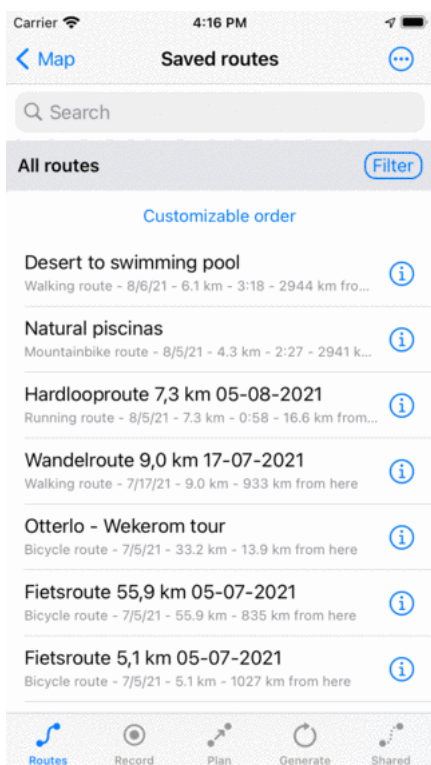 Carrier 4:16 PM
Map Saved routes
Search
All routes Filter
Customizable order
Desert to swimming pool
Walking route - 8/6/21 - 6.1 km - 3:18 - 2944 km fro...
Natural piscinas
Mountainbike route - 8/5/21 - 4.3 km - 2:27 - 2941 k...
Hardlooproute 7,3 km 05-08-2021
Running route - 8/5/21 - 7.3 km - 0:58 - 16.6 km from...
Wandelroute 9,0 km 17-07-2021
Walking route - 7/17/21 - 9.0 km - 933 km from here
Otterlo - Wekerom tour
Bicycle route - 7/5/21 - 33.2 km - 13.9 km from here
Fietsroute 55,9 km 05-07-2021
Bicycle route - 7/5/21 - 55.9 km - 835 km from here
Fietsroute 5,1 km 05-07-2021
Bicycle route - 7/5/21 - 5.1 km - 1027 km from here
Routes Record Plan Generate Shared